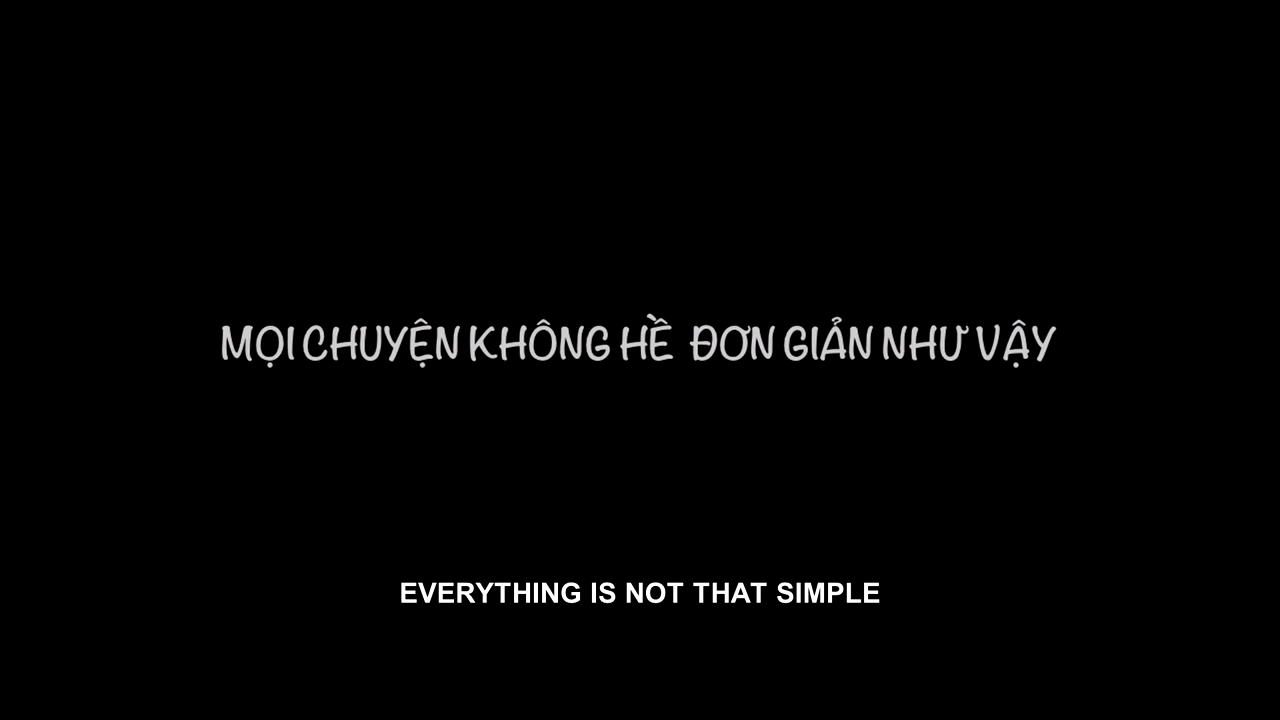 MỌI CHUYỆN KHÔNG HỀ ĐƠN GIẢN NHƯ VẬY
EVERYTHING IS NOT THAT SIMPLE